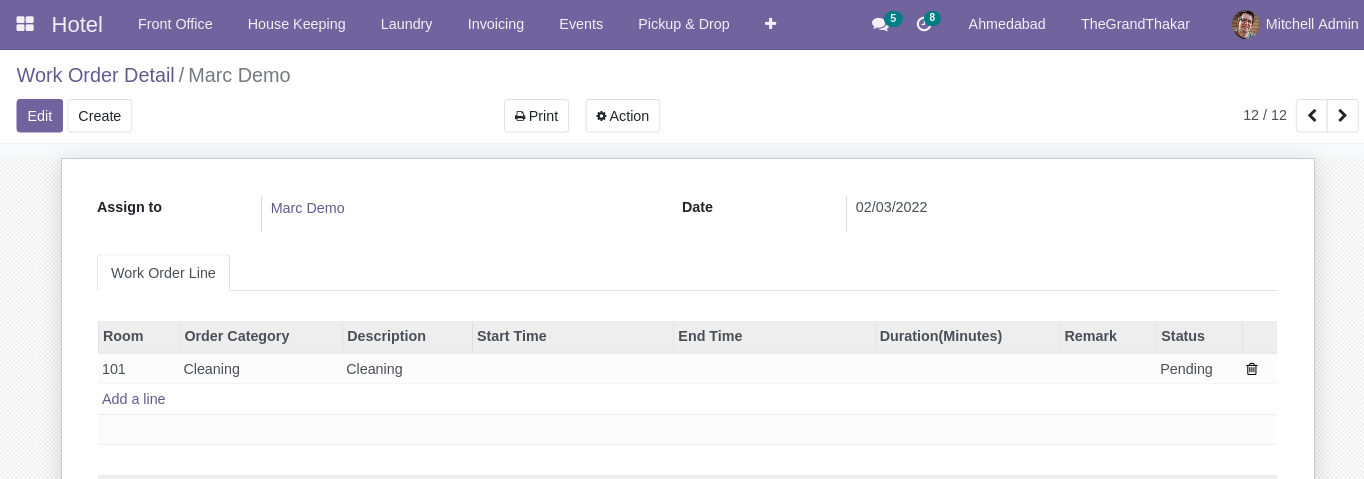 Hotel Front Office House Keeping Laundry Invoicing Events Pickup & Drop 5 8 Ahmedabad TheGrandThakar Mitchell Admin
Work Order Detail / Marc Demo
Edit Create Print Action 12 / 12
Assign to Marc Demo Date 02/03/2022
Work Order Line
Room Order Category Description Start Time End Time Duration(Minutes) Remark Status
101 Cleaning Cleaning Pending
Add a line